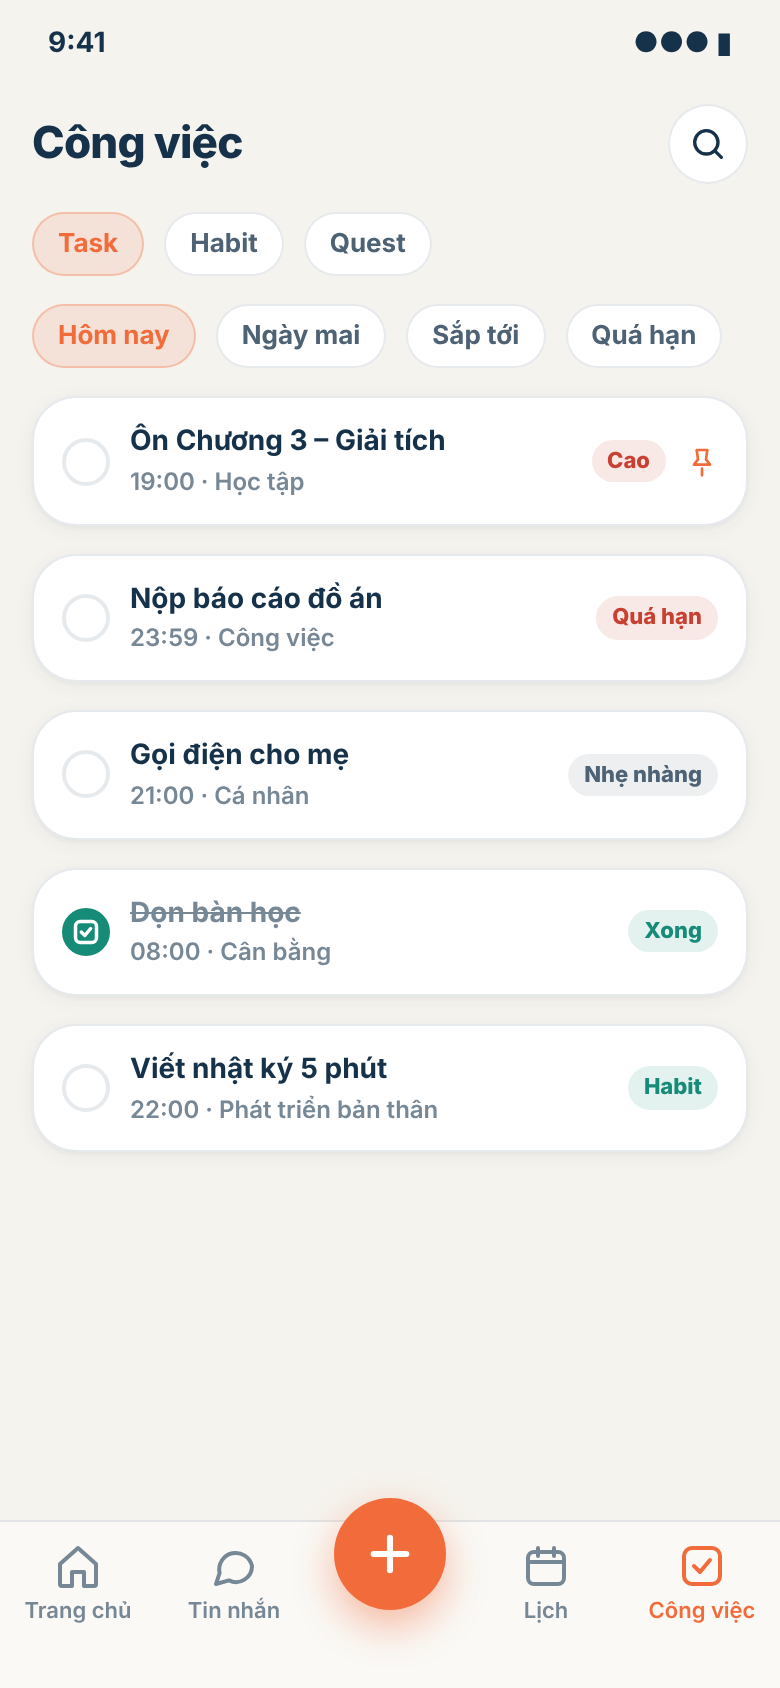 9:41
Công việc
Task Habit Quest
Hôm nay Ngày mai Sắp tới Quá hạn
Ôn Chương 3 – Giải tích
19:00 · Học tập
Cao
Nộp báo cáo đồ án
23:59 · Công việc
Quá hạn
Gọi điện cho mẹ
21:00 · Cá nhân
Nhẹ nhàng
Dọn bàn học
08:00 · Cân bằng
Xong
Viết nhật ký 5 phút
22:00 · Phát triển bản thân
Habit
Trang chủ Tin nhắn Lịch Công việc